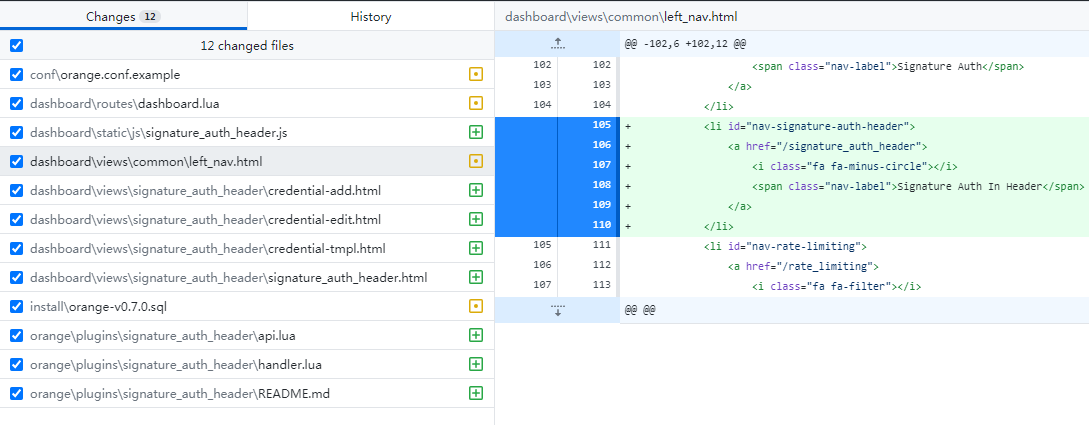 Changes 12 History
12 changed files
conf\orange.conf.example
dashboard\routes\dashboard.lua
dashboard\static\js\signature_auth_header.js
dashboard\views\common\left_nav.html
dashboard\views\signature_auth_header\credential-add.html
dashboard\views\signature_auth_header\credential-edit.html
dashboard\views\signature_auth_header\credential-tmpl.html
dashboard\views\signature_auth_header\signature_auth_header.html
install\orange-v0.7.0.sql
orange\plugins\signature_auth_header\api.lua
orange\plugins\signature_auth_header\handler.lua
orange\plugins\signature_auth_header\README.md
dashboard\views\common\left_nav.html
@@ -102,6 +102,12 @@
102 102 <span class="nav-label">Signature Auth</span>
103 103 </a>
104 104 </li>
105 + <li id="nav-signature-auth-header">
106 + <a href="/signature_auth_header">
107 + <i class="fa fa-minus-circle"></i>
108 + <span class="nav-label">Signature Auth In Header</span>
109 + </a>
110 + </li>
105 111 <li id="nav-rate-limiting">
106 112 <a href="/rate_limiting">
107 113 <i class="fa fa-filter"></i>
@@ @@